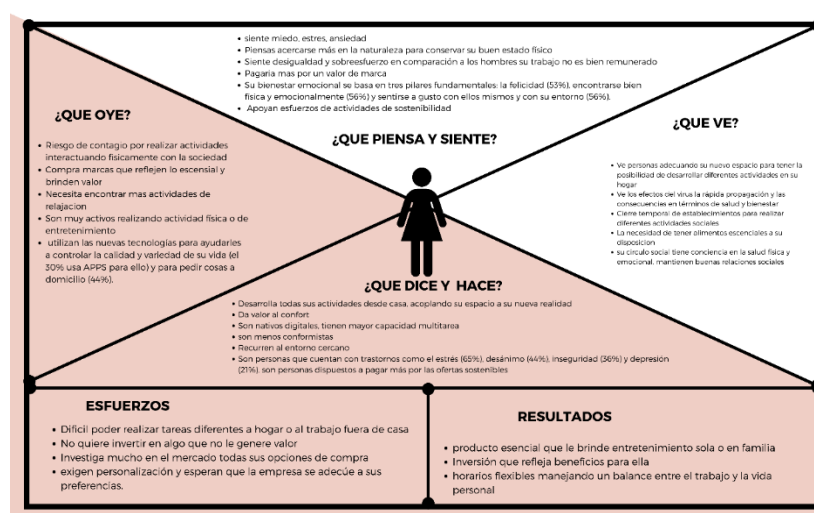 • siente miedo, estres, ansiedad
• Piensas acercarse más en la naturaleza para conservar su buen estado físico
• Siente desigualdad y sobreesfuerzo en comparación a los hombres su trabajo no es bien remunerado
• Pagaria mas por un valor de marca
• Su bienestar emocional se basa en tres pilares fundamentales: la felicidad (53%), encontrarse bien
física y emocionalmente (56%) y sentirse a gusto con ellos mismos y con su entorno (56%),
• Apoyan esfuerzos de actividades de sostenibilidad
¿QUE PIENSA Y SIENTE?
¿QUE OYE?
• Riesgo de contagio por realizar actividades
interactuando fisicamente con la sociedad
• Compra marcas que reflejen lo escensial y
brinden valor
• Necesita encontrar mas actividades de
relajacion
• Son muy activos realizando actividad física o de
entretenimiento
• utilizan las nuevas tecnologías para ayudarles
a controlar la calidad y variedad de su vida (el
30% usa APPS para ello) y para pedir cosas a
domicilio (44%).
¿QUE VE?
• Ve personas adecuando su nuevo espacio para tener la
posibilidad de desarrollar diferentes actividades en su
hogar
• Ve los efectos del virus la rápida propagación y las
consecuencias en términos de salud y bienestar
• Cierre temporal de establecimientos para realizar
diferentes actividades sociales
• La necesidad de tener alimentos escenciales a su
disposicion
• su circulo social tiene conciencia en la salud física y
emocional, mantienen buenas relaciones sociales
¿QUE DICE Y HACE?
• Desarrolla todas sus actividades desde casa, acoplando su espacio a su nueva realidad
• Da valor al confort
• Son nativos digitales, tienen mayor capacidad multitarea
• son menos conformistas
• Recurren al entorno cercano
• Son personas que cuentan con trastornos como el estrés (65%), desánimo (44%), inseguridad (36%) y depresión
(21%). son personas dispuestos a pagar más por las ofertas sostenibles
ESFUERZOS
• Dificil poder realizar tareas diferentes a hogar o al trabajo fuera de casa
• No quiere invertir en algo que no le genere valor
• Investiga mucho en el mercado todas sus opciones de compra
• exigen personalización y esperan que la empresa se adecúe a sus
preferencias.
RESULTADOS
• producto esencial que le brinde entretenimiento sola o en familia
• Inversión que refleja beneficios para ella
• horarios flexibles manejando un balance entre el trabajo y la vida
personal